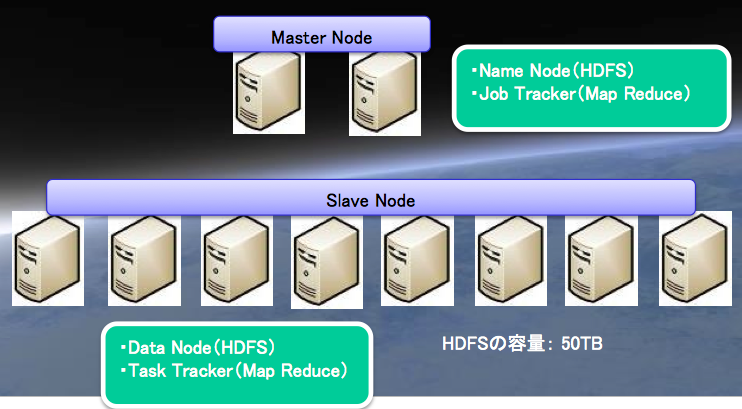 Master Node
・Name Node(HDFS)
・Job Tracker(Map Reduce)
Slave Node
・Data Node(HDFS)
・Task Tracker(Map Reduce)
HDFSの容量: 50TB